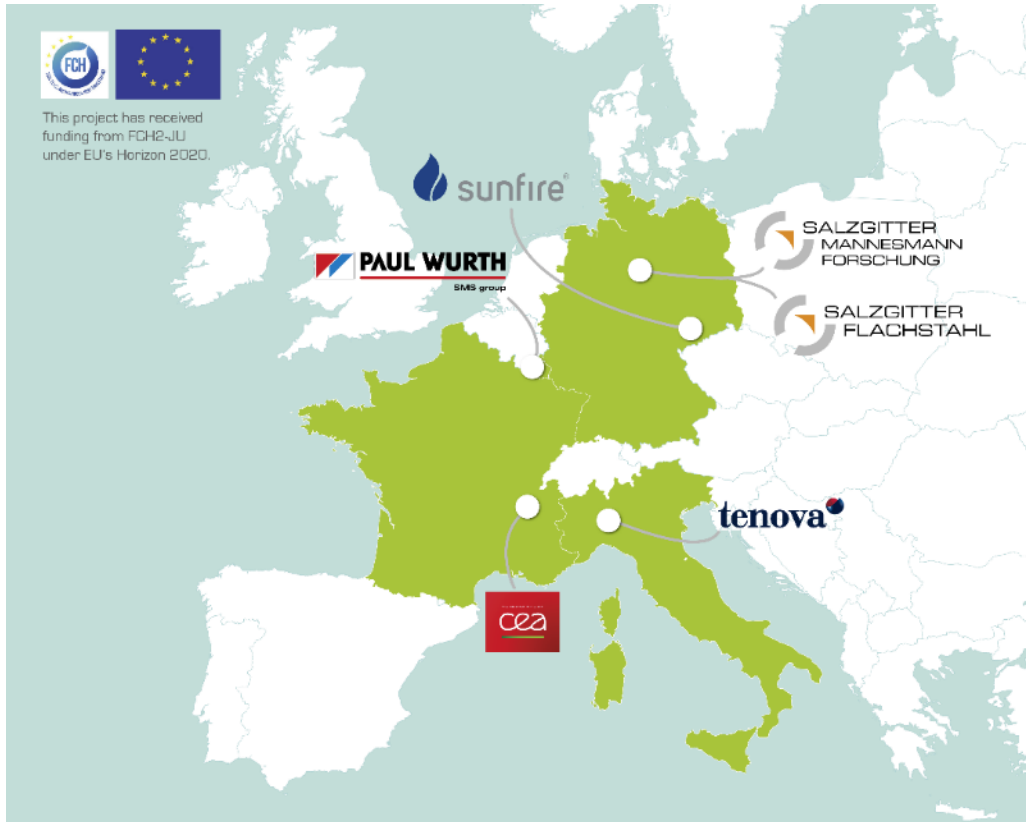 FCH
This project has received
funding from FCH2-JU
under EU's Horizon 2020.
sunfire®
PAUL WURTH
SMS group
SALZGITTER
MANNESMANN
FORSCHUNG
SALZGITTER
FLACHSTAHL
tenova
cea